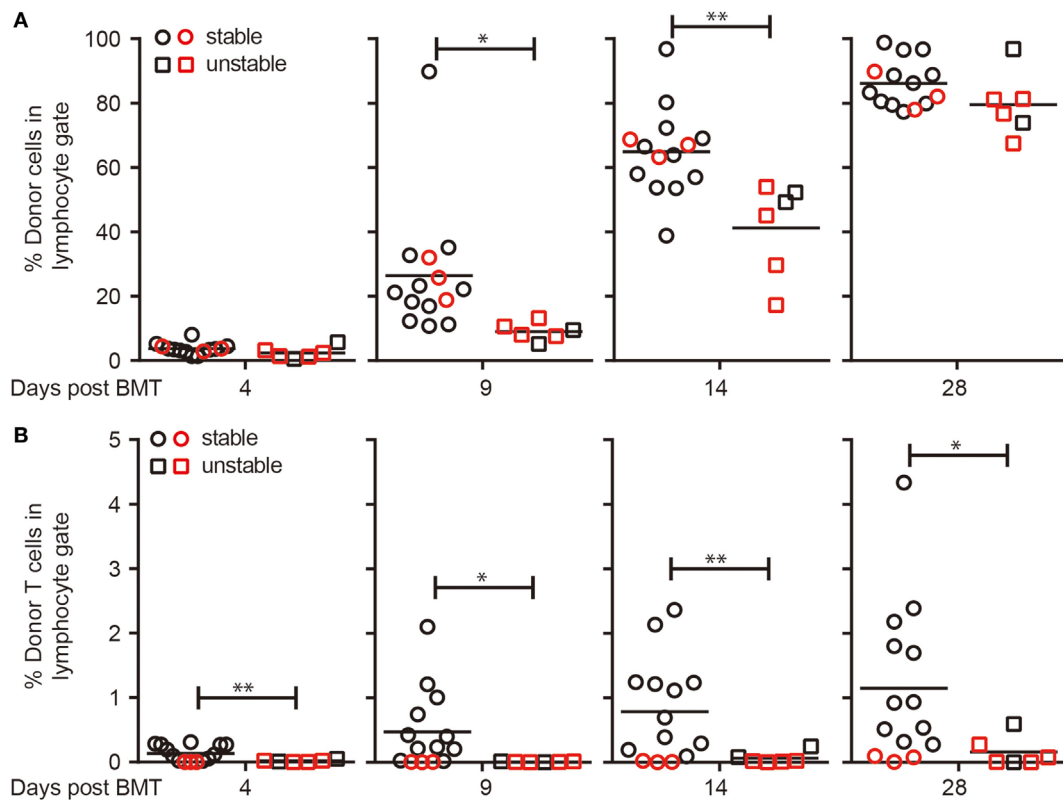 A
stable
unstable
* **
100
80
60
40
20
0
% Donor cells in
lymphocyte gate
Days post BMT 4 9 14 28
B
stable
unstable
** * ** *
5
4
3
2
1
0
% Donor T cells in
lymphocyte gate
Days post BMT 4 9 14 28